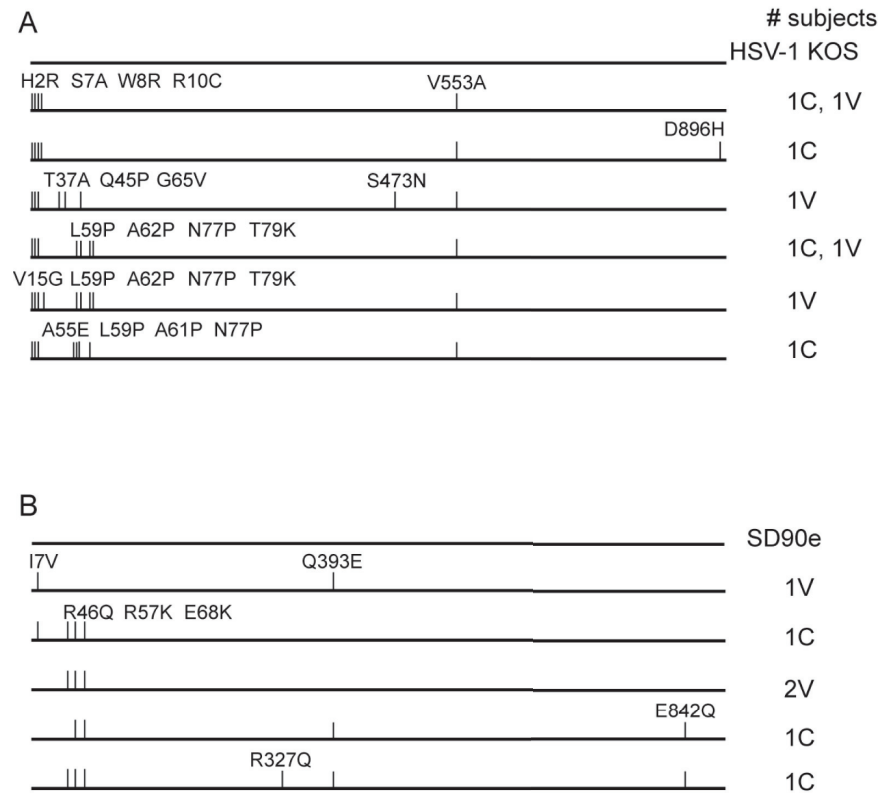 A
# subjects
HSV-1 KOS
H2R S7A W8R R10C V553A
1C, 1V
D896H
1C
T37A Q45P G65V S473N
1V
L59P A62P N77P T79K
1C, 1V
V15G L59P A62P N77P T79K
1V
A55E L59P A61P N77P
1C
B
SD90e
I7V Q393E
1V
R46Q R57K E68K
1C
2V
E842Q
1C
R327Q
1C